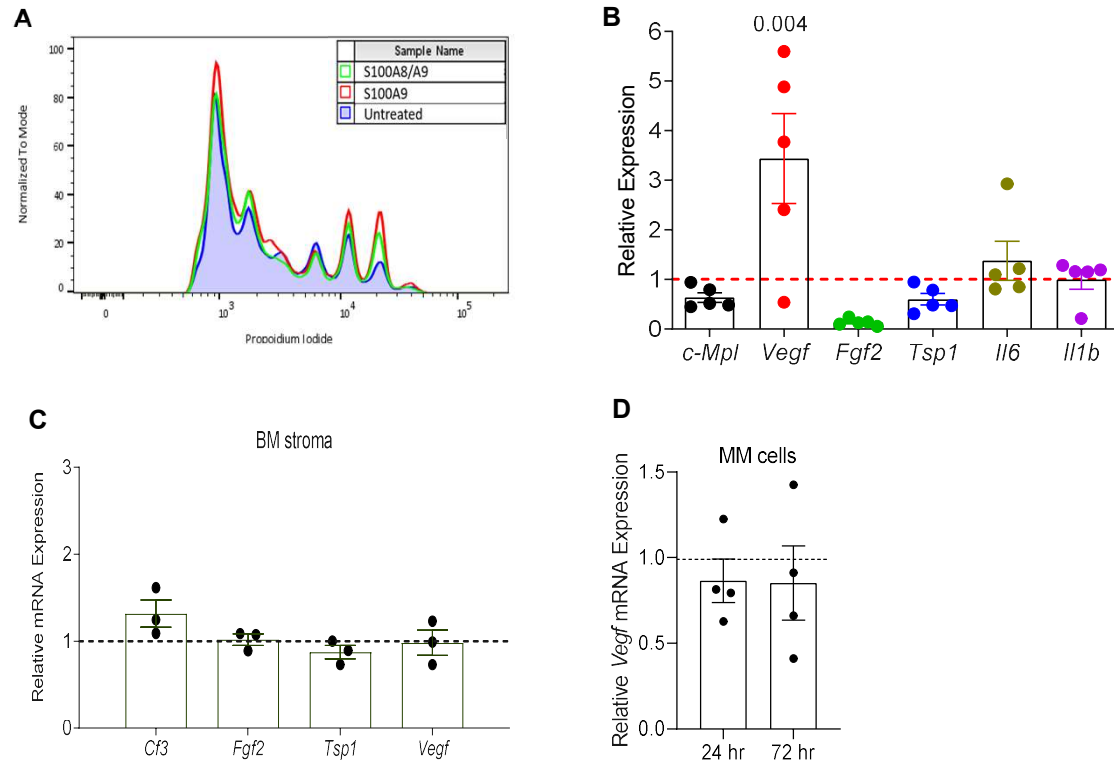 A
Normalized To Mode
100
80
60
40
20
0
0
10³
10⁴
10⁵
Propoidium Iodide
Sample Name
S100A8/A9
S100A9
Untreated
B
0.004
Relative Expression
6
5
4
3
2
1
0
c-Mpl
Vegf
Fgf2
Tsp1
Il6
Il1b
C
BM stroma
Relative mRNA Expression
3
2
1
0
Cf3
Fgf2
Tsp1
Vegf
D
MM cells
Relative Vegf mRNA Expression
1.5
1.0
0.5
0.0
24 hr
72 hr